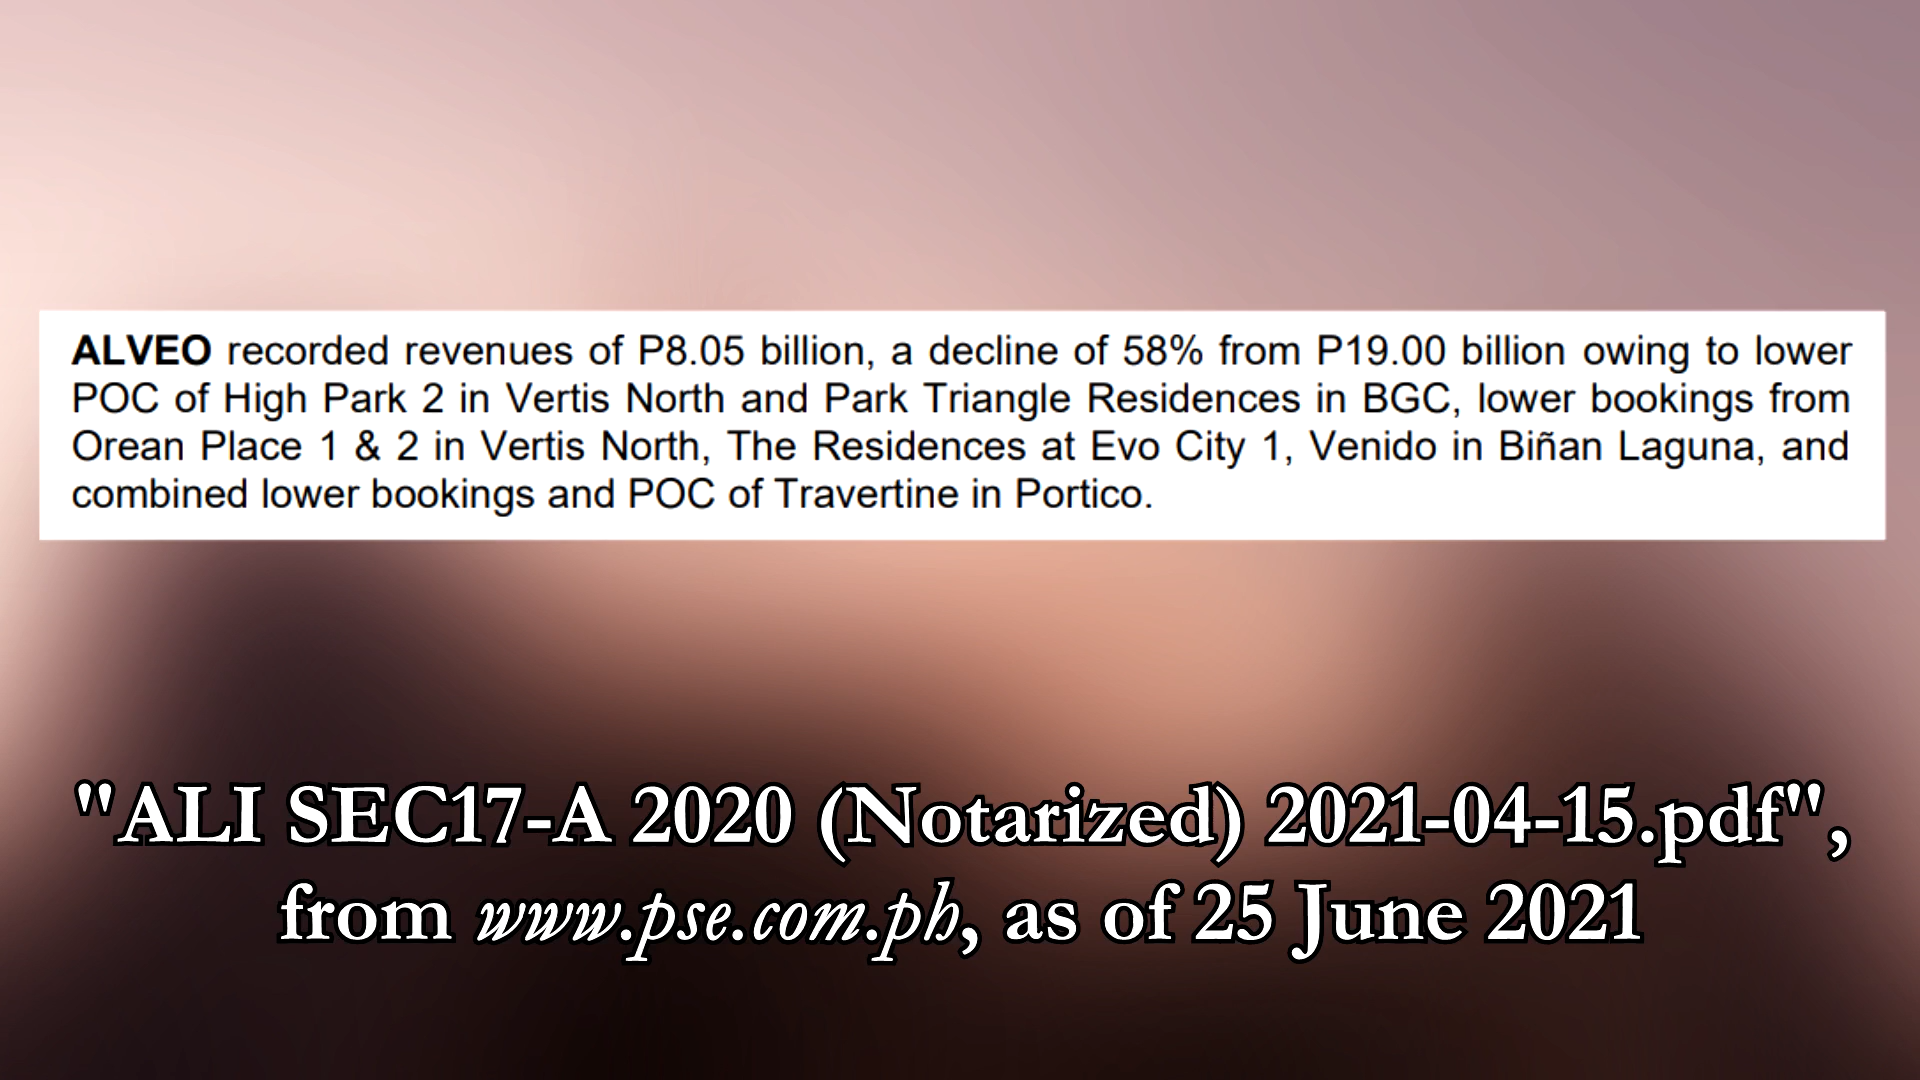 ALVEO recorded revenues of P8.05 billion, a decline of 58% from P19.00 billion owing to lower
POC of High Park 2 in Vertis North and Park Triangle Residences in BGC, lower bookings from
Orean Place 1 & 2 in Vertis North, The Residences at Evo City 1, Venido in Biñan Laguna, and
combined lower bookings and POC of Travertine in Portico.
"ALI SEC17-A 2020 (Notarized) 2021-04-15.pdf",
from www.pse.com.ph, as of 25 June 2021